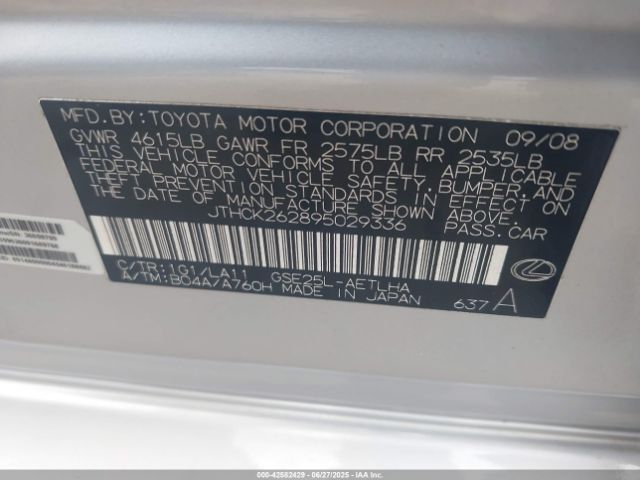 MFD. BY: TOYOTA MOTOR CORPORATION 09/08
GVWR 4615LB GAWR FR 2575LB RR 2535LB
THIS VEHICLE CONFORMS TO ALL APPLICABLE
FEDERAL MOTOR VEHICLE SAFETY, BUMPER, AND
THEFT PREVENTION STANDARDS IN EFFECT ON
THE DATE OF MANUFACTURE SHOWN ABOVE.
JTHCK262895029336 PASS.CAR
C/TR: 1G1/LA11 GSE25L-AETLHA
A/TM: B04A/A760H MADE IN JAPAN 637A
000-42582429 - 06/27/2025 - IAAI.COM